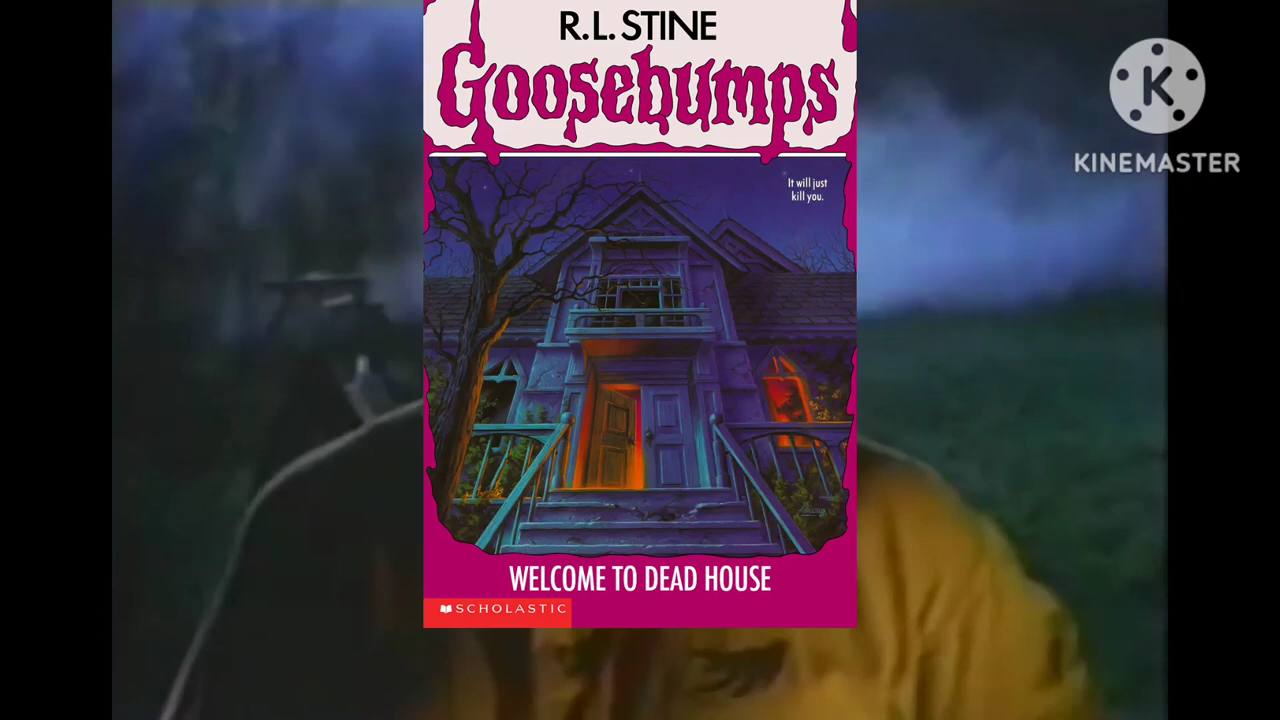 R.L. STINE
Goosebumps
It will just
kill you.
WELCOME TO DEAD HOUSE
SCHOLASTIC
K
KINEMASTER